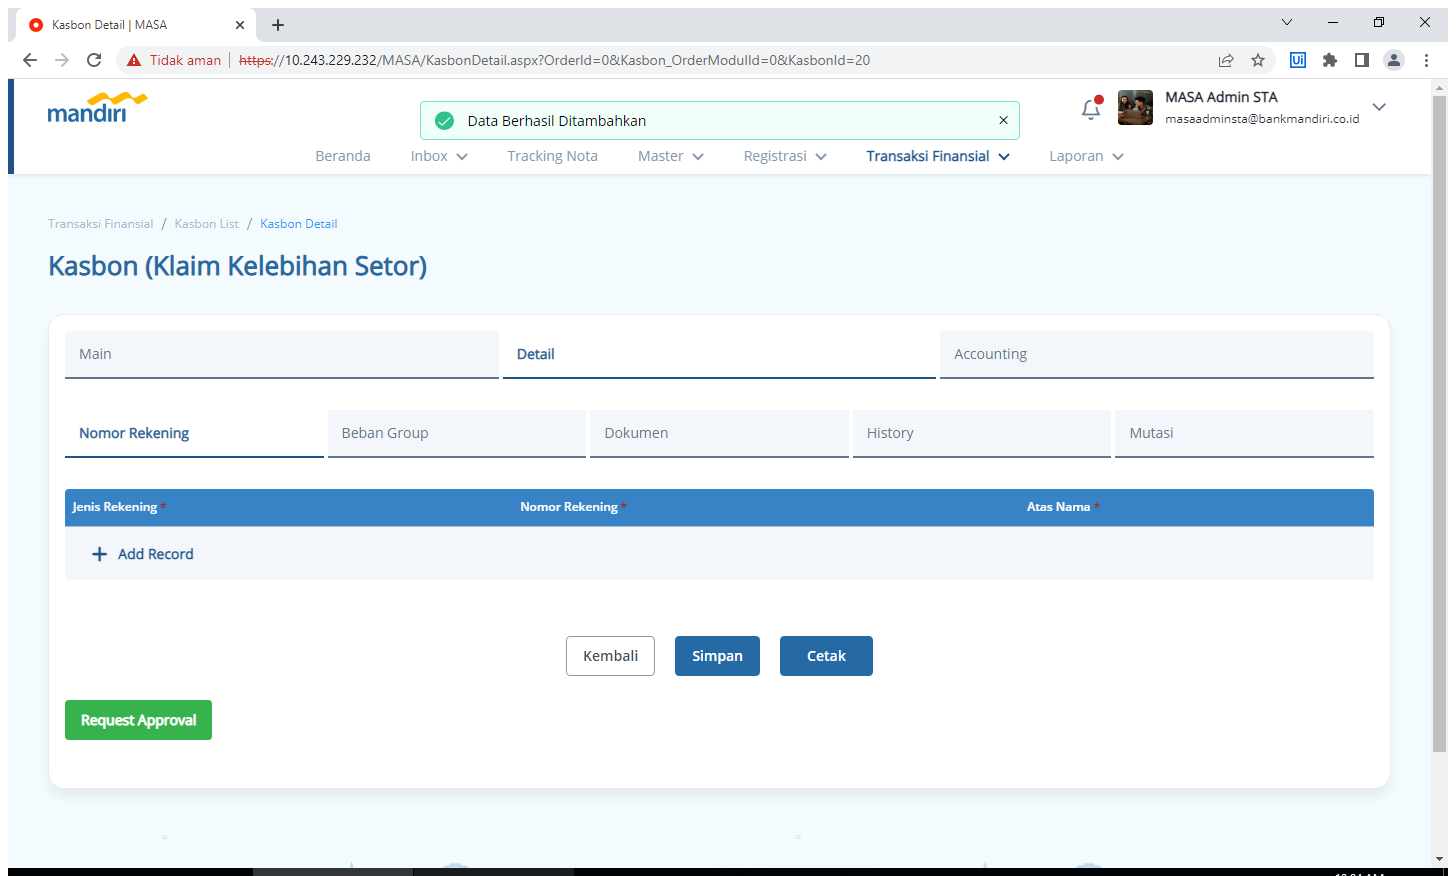 Kasbon Detail | MASA
Tidak aman | https://10.243.229.232/MASA/KasbonDetail.aspx?OrderId=0&Kasbon_OrderModulId=0&KasbonId=20
Ui
mandiri
Data Berhasil Ditambahkan
MASA Admin STA
masaadminsta@bankmandiri.co.id
Beranda Inbox Tracking Nota Master Registrasi Transaksi Finansial Laporan
Transaksi Finansial / Kasbon List / Kasbon Detail
Kasbon (Klaim Kelebihan Setor)
Main Detail Accounting
Nomor Rekening Beban Group Dokumen History Mutasi
Jenis Rekening * Nomor Rekening * Atas Nama *
+ Add Record
Kembali Simpan Cetak
Request Approval